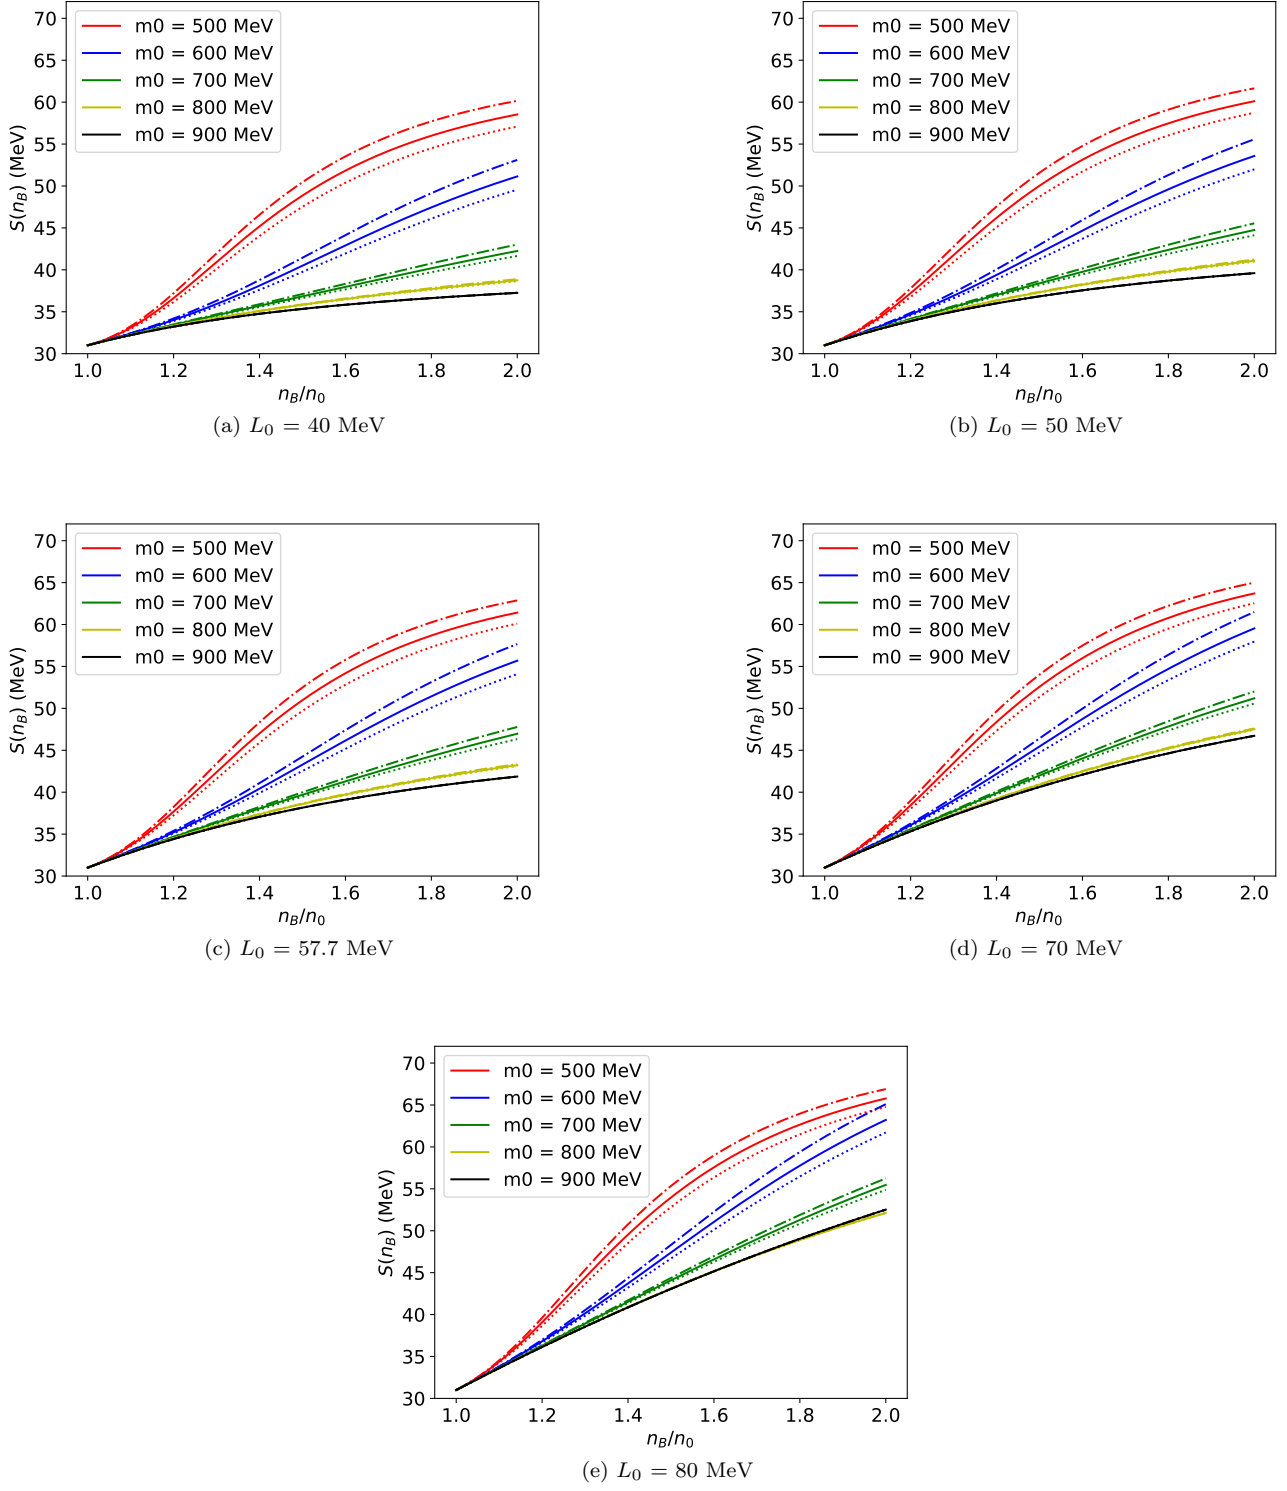 70
65
60
55
50
45
40
35
30
S(n_B) (MeV)
m0 = 500 MeV
m0 = 600 MeV
m0 = 700 MeV
m0 = 800 MeV
m0 = 900 MeV
1.0 1.2 1.4 1.6 1.8 2.0
n_B/n_0
(a) L_0 = 40 MeV
70
65
60
55
50
45
40
35
30
S(n_B) (MeV)
m0 = 500 MeV
m0 = 600 MeV
m0 = 700 MeV
m0 = 800 MeV
m0 = 900 MeV
1.0 1.2 1.4 1.6 1.8 2.0
n_B/n_0
(b) L_0 = 50 MeV
70
65
60
55
50
45
40
35
30
S(n_B) (MeV)
m0 = 500 MeV
m0 = 600 MeV
m0 = 700 MeV
m0 = 800 MeV
m0 = 900 MeV
1.0 1.2 1.4 1.6 1.8 2.0
n_B/n_0
(c) L_0 = 57.7 MeV
70
65
60
55
50
45
40
35
30
S(n_B) (MeV)
m0 = 500 MeV
m0 = 600 MeV
m0 = 700 MeV
m0 = 800 MeV
m0 = 900 MeV
1.0 1.2 1.4 1.6 1.8 2.0
n_B/n_0
(d) L_0 = 70 MeV
70
65
60
55
50
45
40
35
30
S(n_B) (MeV)
m0 = 500 MeV
m0 = 600 MeV
m0 = 700 MeV
m0 = 800 MeV
m0 = 900 MeV
1.0 1.2 1.4 1.6 1.8 2.0
n_B/n_0
(e) L_0 = 80 MeV